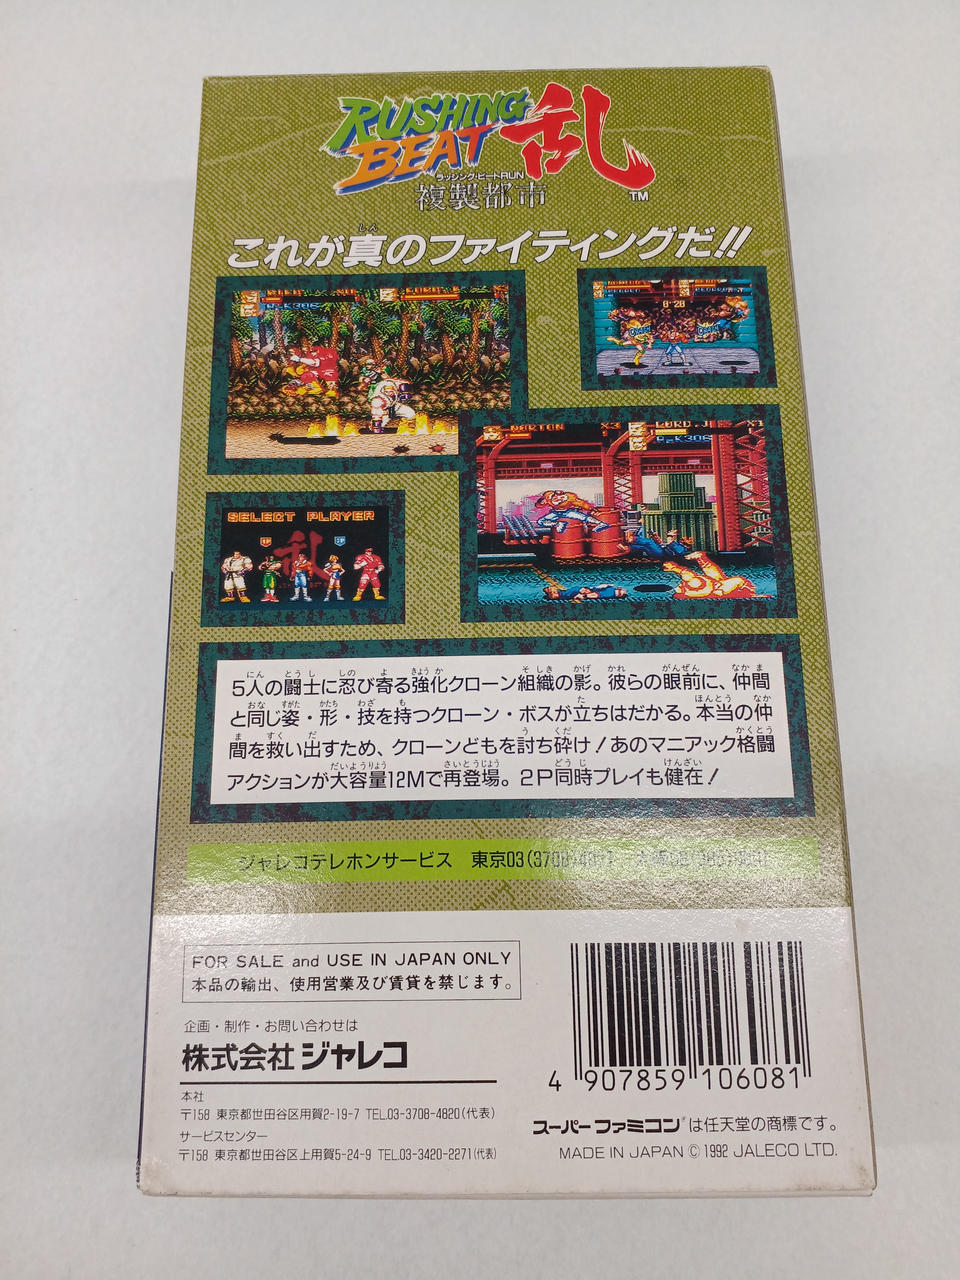 RUSHING
BEAT 乱
ラッシング・ビートRUN
複製都市
TM
これが真のファイティングだ!!
しん
NORTON X3 LORD.J X1
R_K306
SELECT PLAYER
1P 2P
5人の闘士に忍び寄る強化クローン組織の影。彼らの眼前に、仲間
と同じ姿・形・技を持つクローン・ボスが立ちはだかる。本当の仲
間を救い出すため、クローンどもを討ち砕け!あのマニアック格闘
アクションが大容量12Mで再登場。2P同時プレイも健在!
ジャレコテレホンサービス 東京03
FOR SALE and USE IN JAPAN ONLY
本品の輸出、使用営業及び賃貸を禁じます。
企画・制作・お問い合わせは
株式会社 ジャレコ
本社
〒158 東京都世田谷区用賀2-19-7 TEL.03-3708-4820(代表)
サービスセンター
〒158 東京都世田谷区上用賀5-24-9 TEL.03-3420-2271(代表)
4 907859 106081
スーパーファミコン®は任天堂の商標です。
MADE IN JAPAN © 1992 JALECO LTD.